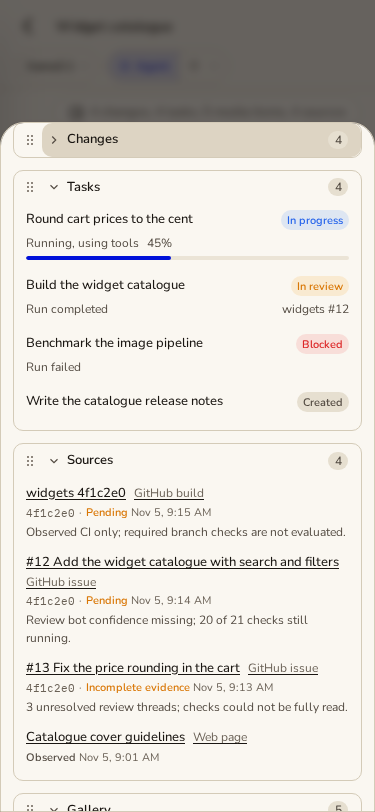 Changes 4
Tasks 4
Round cart prices to the cent In progress
Running, using tools 45%
Build the widget catalogue In review
Run completed widgets #12
Benchmark the image pipeline Blocked
Run failed
Write the catalogue release notes Created
Sources 4
widgets 4f1c2e0 GitHub build
4f1c2e0 · Pending Nov 5, 9:15 AM
Observed CI only; required branch checks are not evaluated.
#12 Add the widget catalogue with search and filters
GitHub issue
4f1c2e0 · Pending Nov 5, 9:14 AM
Review bot confidence missing; 20 of 21 checks still
running.
#13 Fix the price rounding in the cart GitHub issue
4f1c2e0 · Incomplete evidence Nov 5, 9:13 AM
3 unresolved review threads; checks could not be fully read.
Catalogue cover guidelines Web page
Observed Nov 5, 9:01 AM
Gallery 5